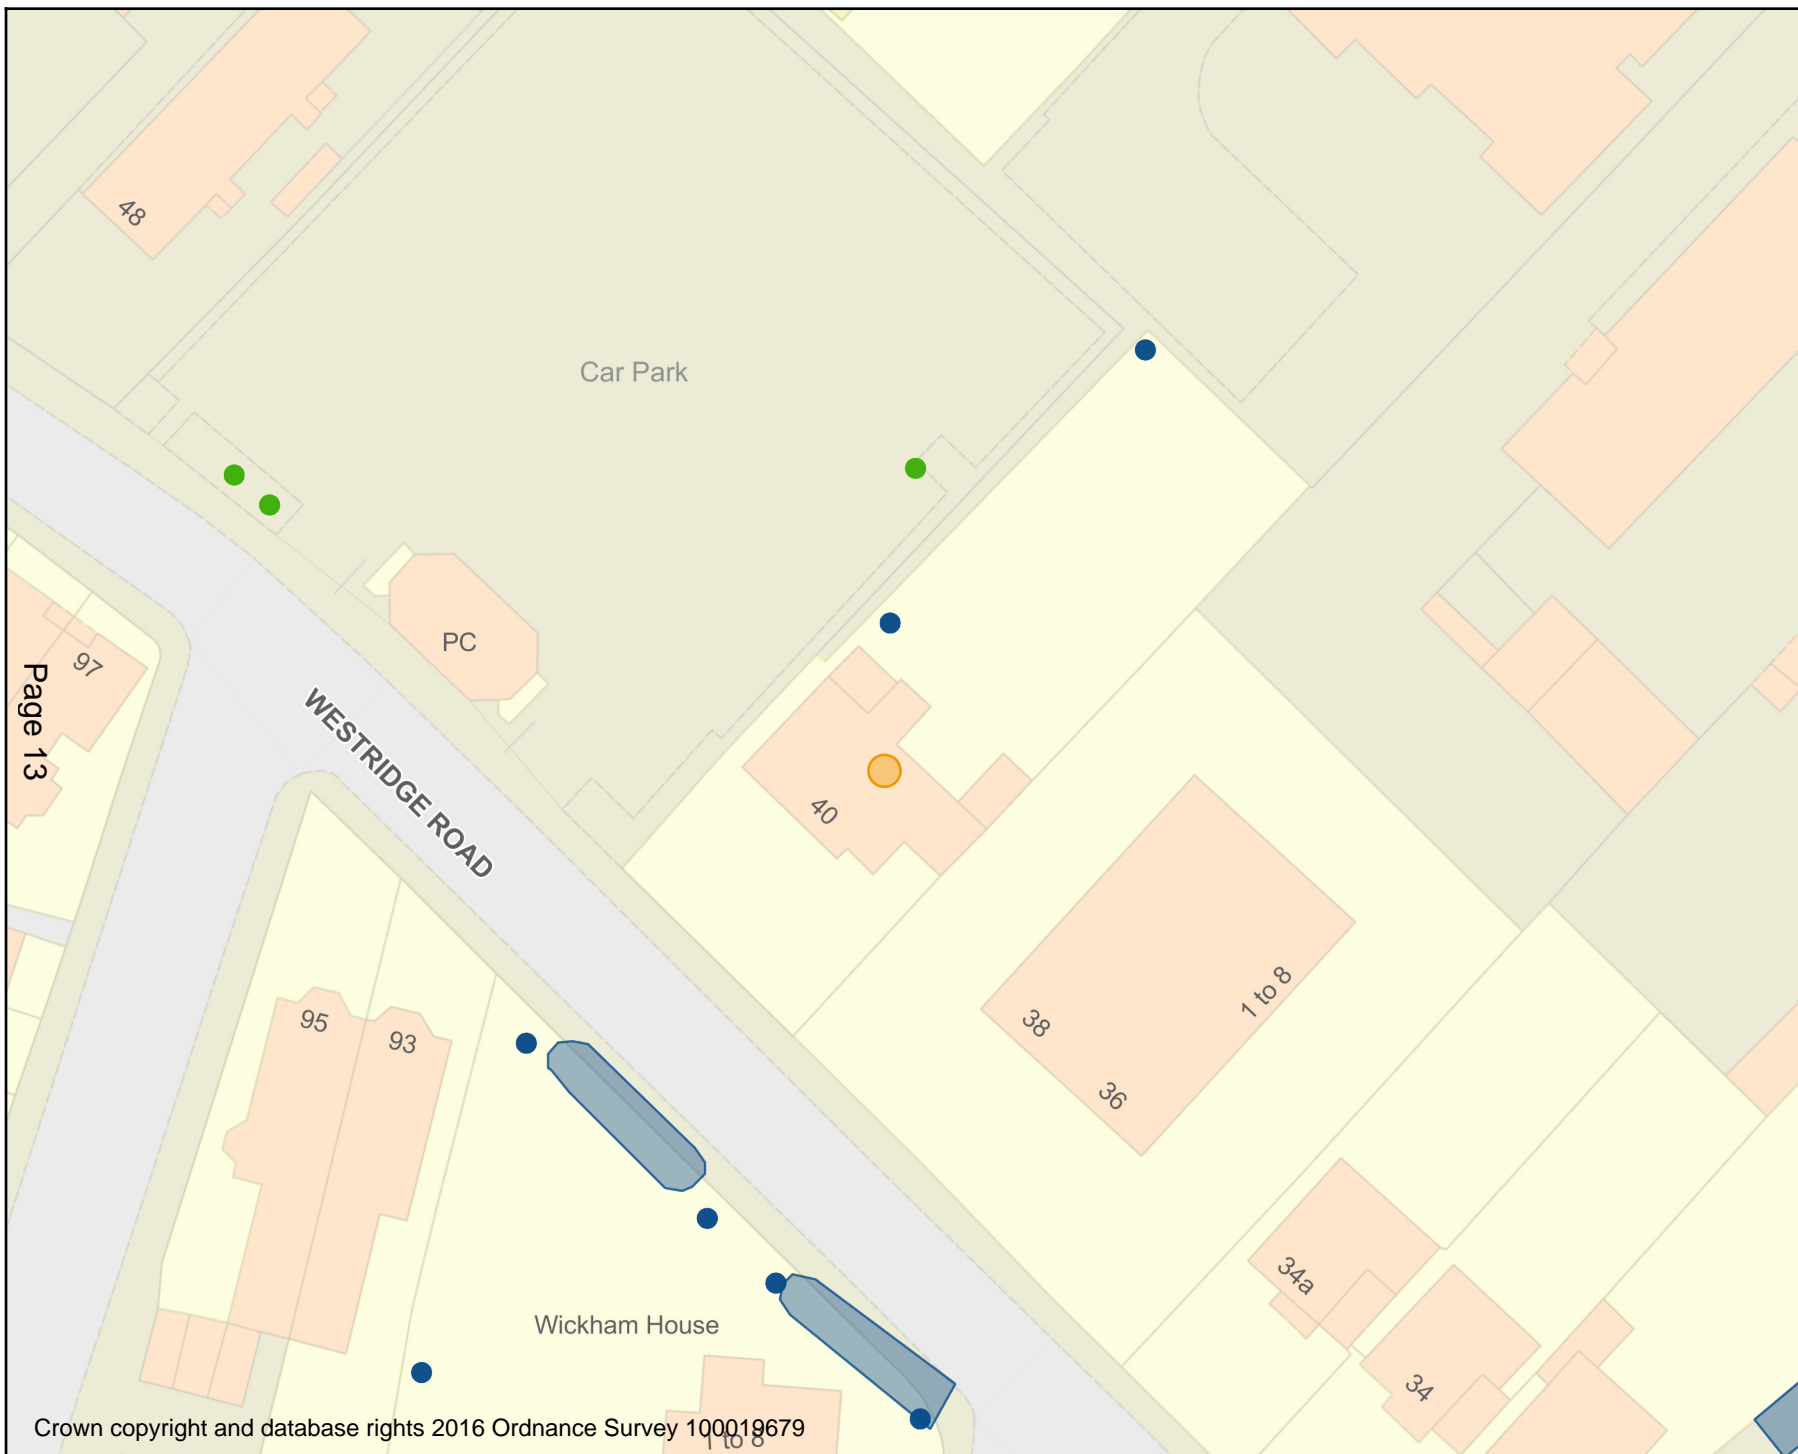 48
Car Park
PC
97
Page 13
WESTRIDGE ROAD
40
95
93
38
36
1 to 8
34a
34
Wickham House
1 to 8
Crown copyright and database rights 2016 Ordnance Survey 100019679